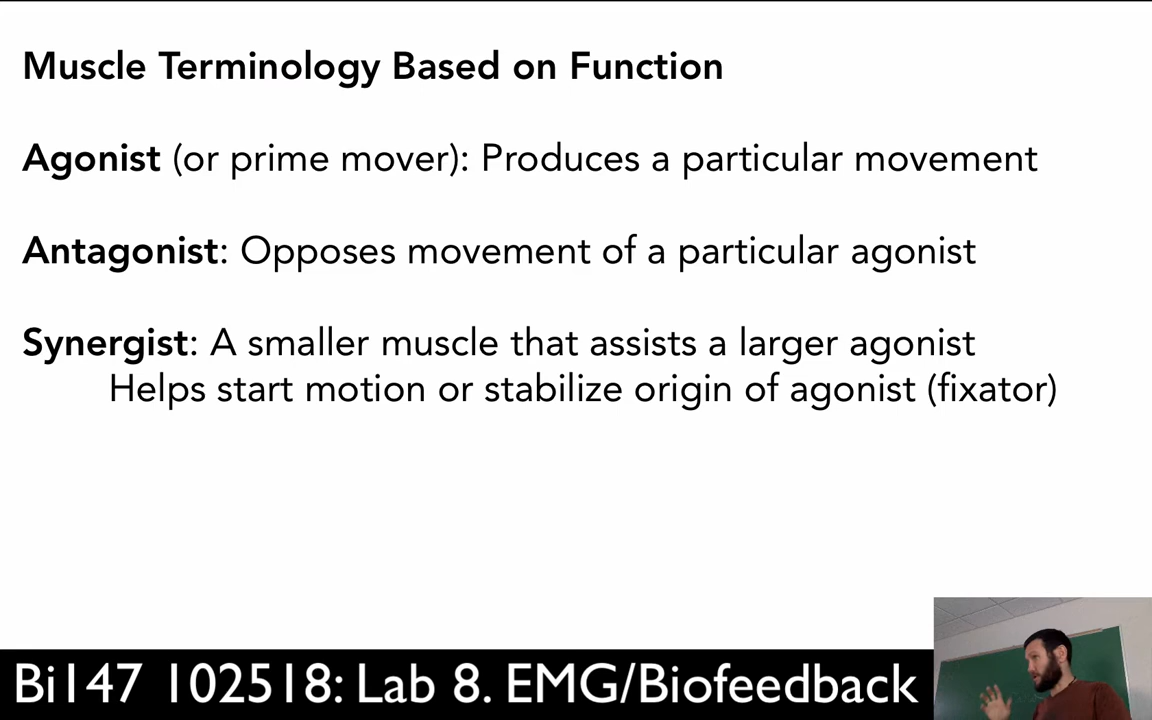 Muscle Terminology Based on Function
Agonist (or prime mover): Produces a particular movement
Antagonist: Opposes movement of a particular agonist
Synergist: A smaller muscle that assists a larger agonist
Helps start motion or stabilize origin of agonist (fixator)
Bi147 102518: Lab 8. EMG/Biofeedback